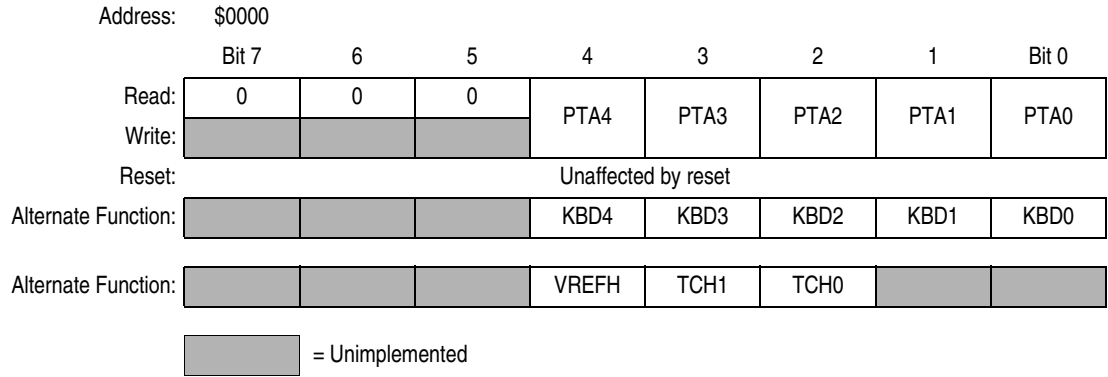 Address: $0000
Bit 7 6 5 4 3 2 1 Bit 0
Read: 0 0 0 PTA4 PTA3 PTA2 PTA1 PTA0
Write:
Reset: Unaffected by reset
Alternate Function: KBD4 KBD3 KBD2 KBD1 KBD0
Alternate Function: VREFH TCH1 TCH0
= Unimplemented